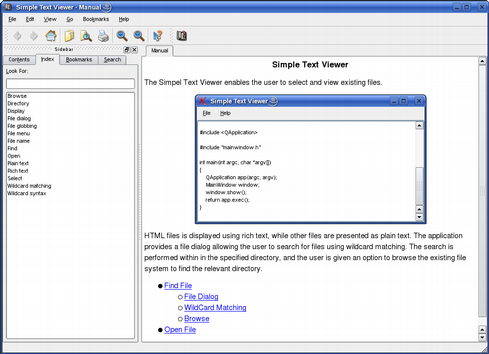 Simple Text Viewer - Manual
File Edit View Go Bookmarks Help
Sidebar
Contents Index Bookmarks Search
Look For:
Browse
Directory
Display
File dialog
File globbing
File menu
File name
Find
Open
Plain text
Rich text
Select
Wildcard matching
Wildcard syntax
Manual
Simple Text Viewer
The Simpel Text Viewer enables the user to select and view existing files.
Simple Text Viewer
File Help
#include <QApplication>
#include "mainwindow.h"
int main(int argc, char *argv[])
{
QApplication app(argc, argv);
MainWindow window;
window.show();
return app.exec();
}
HTML files is displayed using rich text, while other files are presented as plain text. The application
provides a file dialog allowing the user to search for files using wildcard matching. The search is
performed within in the specified directory, and the user is given an option to browse the existing file
system to find the relevant directory.
Find File
File Dialog
WildCard Matching
Browse
Open File